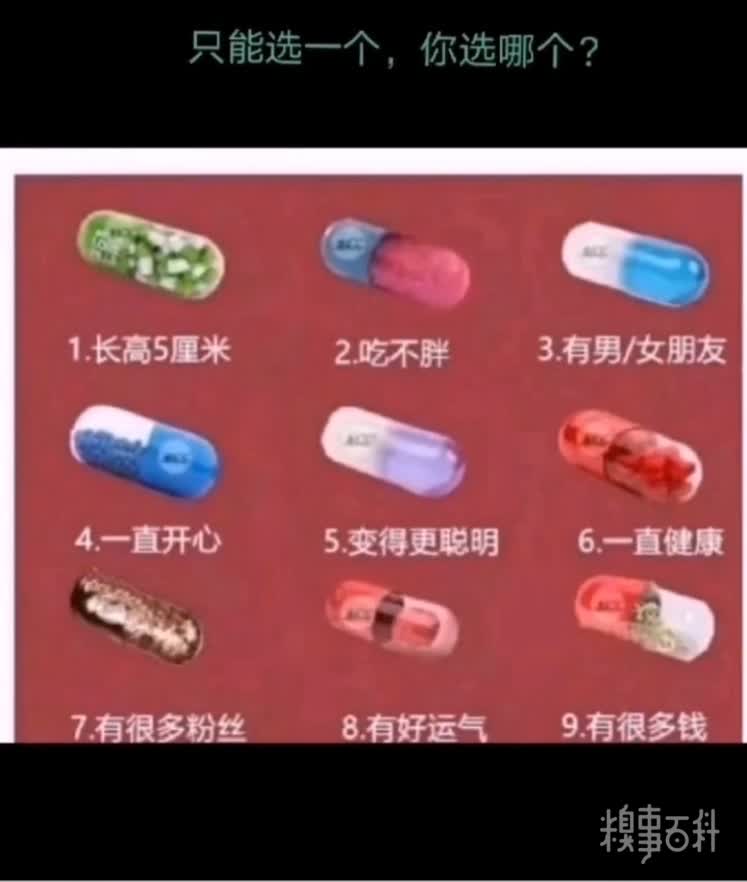 只能选一个，你选哪个？
1.长高5厘米
2.吃不胖
3.有男/女朋友
4.一直开心
5.变得更聪明
6.一直健康
7.有很多粉丝
8.有好运气
9.有很多钱
糗事百科